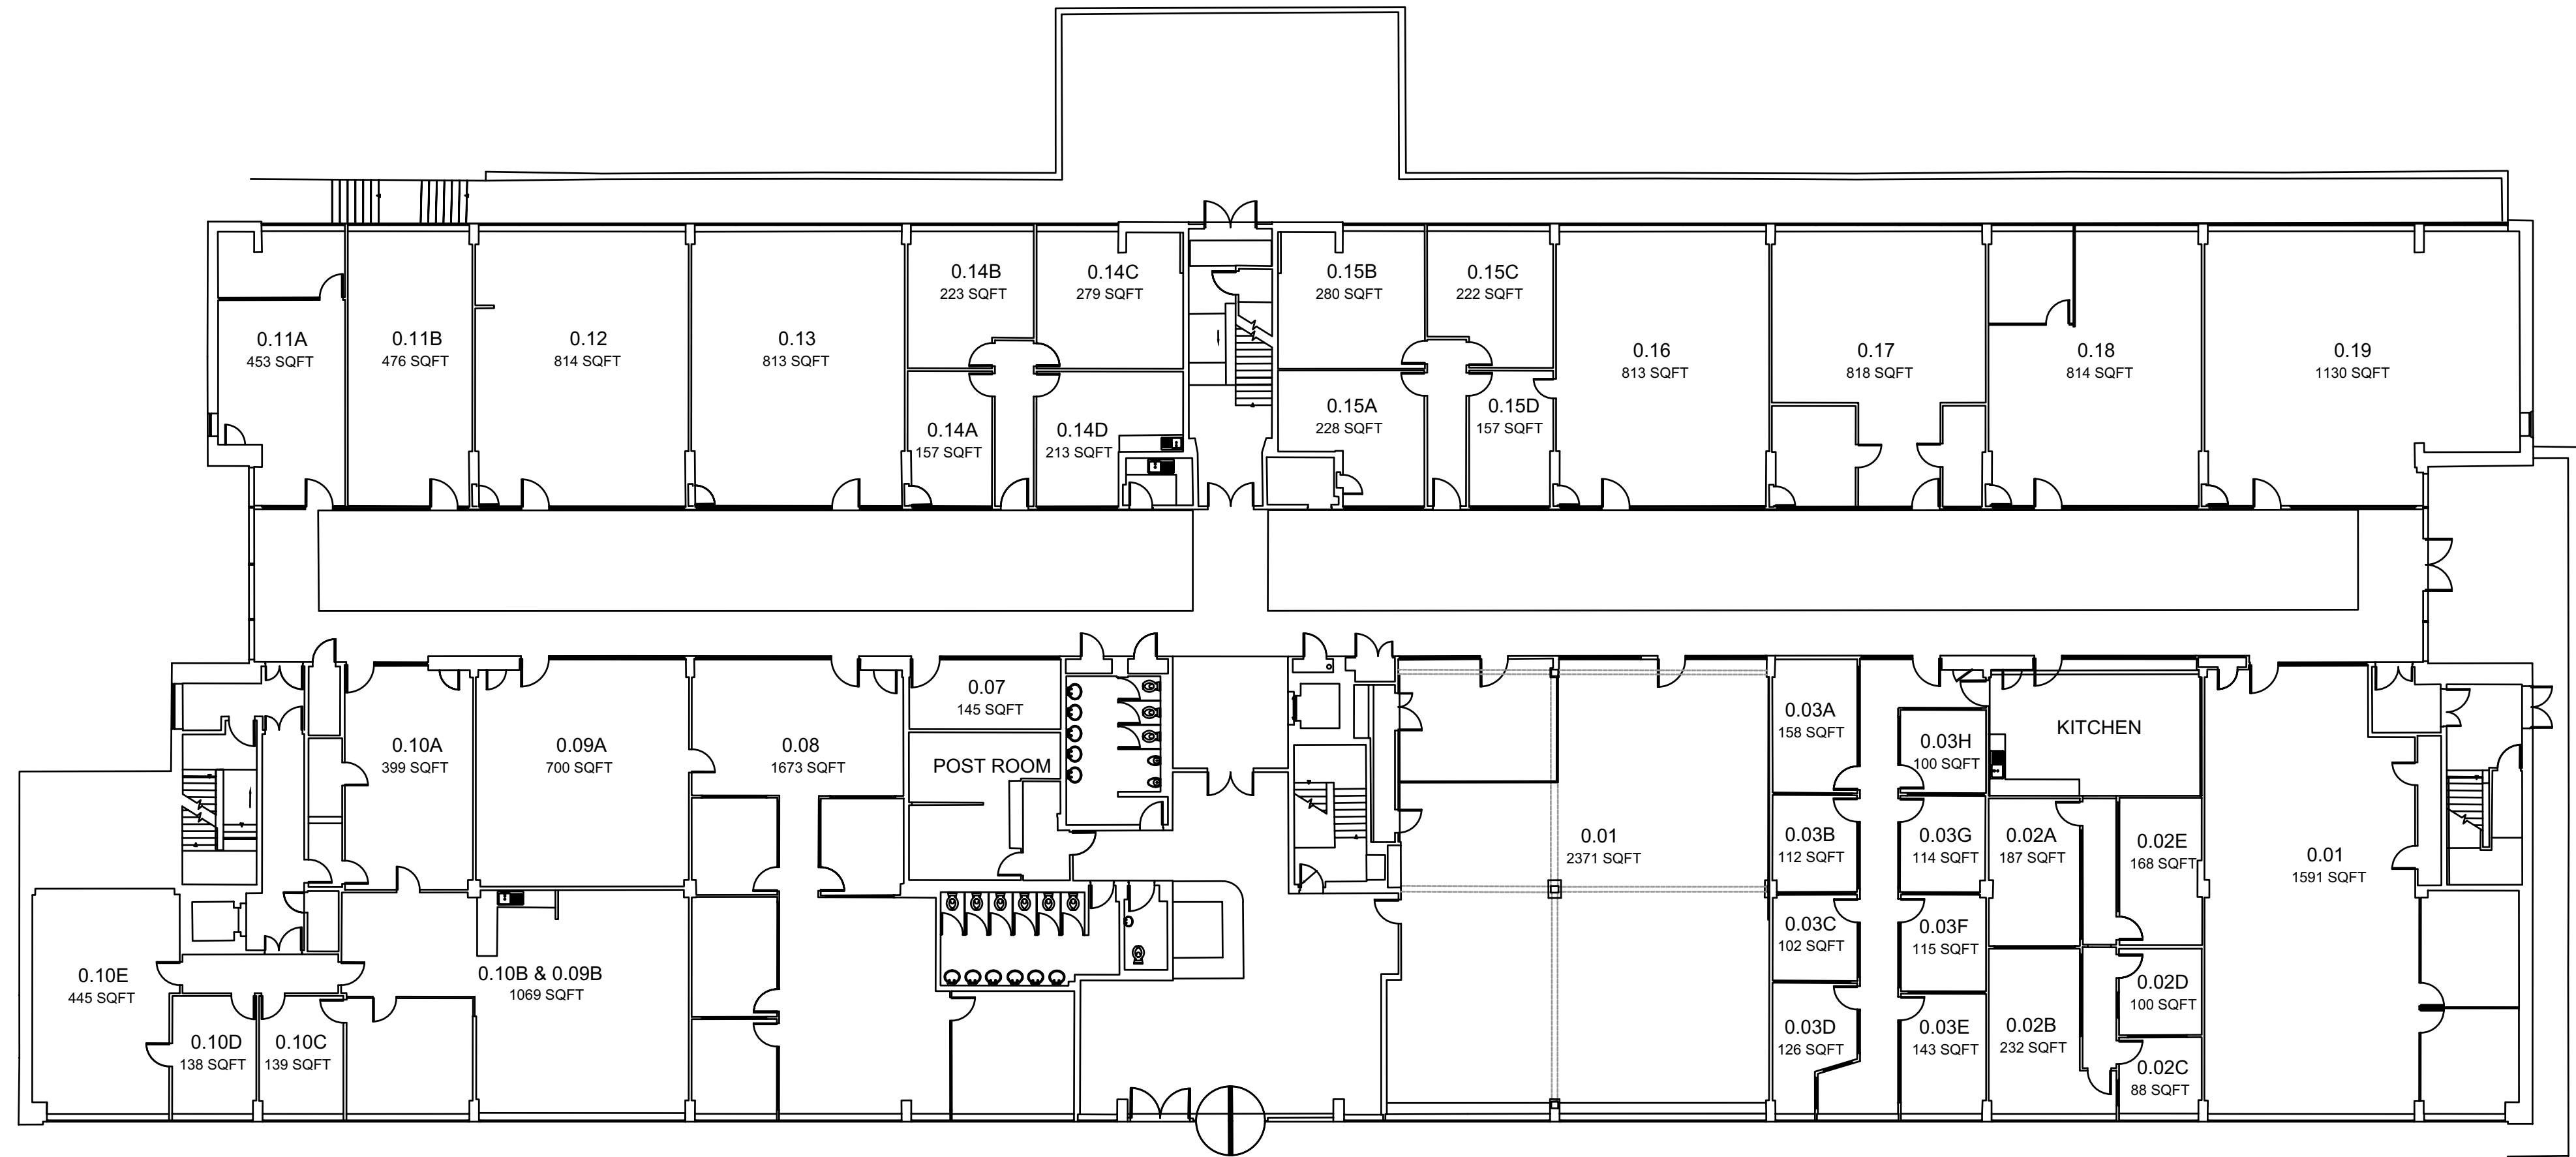 0.11A
453 SQFT
0.11B
476 SQFT
0.12
814 SQFT
0.13
813 SQFT
0.14B
223 SQFT
0.14C
279 SQFT
0.14A
157 SQFT
0.14D
213 SQFT
0.15B
280 SQFT
0.15C
222 SQFT
0.15A
228 SQFT
0.15D
157 SQFT
0.16
813 SQFT
0.17
818 SQFT
0.18
814 SQFT
0.19
1130 SQFT
0.10A
399 SQFT
0.09A
700 SQFT
0.08
1673 SQFT
0.07
145 SQFT
POST ROOM
0.10E
445 SQFT
0.10D
138 SQFT
0.10C
139 SQFT
0.10B & 0.09B
1069 SQFT
0.01
2371 SQFT
0.03A
158 SQFT
0.03B
112 SQFT
0.03C
102 SQFT
0.03D
126 SQFT
0.03H
100 SQFT
0.03G
114 SQFT
0.03F
115 SQFT
0.03E
143 SQFT
KITCHEN
0.02A
187 SQFT
0.02E
168 SQFT
0.02B
232 SQFT
0.02D
100 SQFT
0.02C
88 SQFT
0.01
1591 SQFT